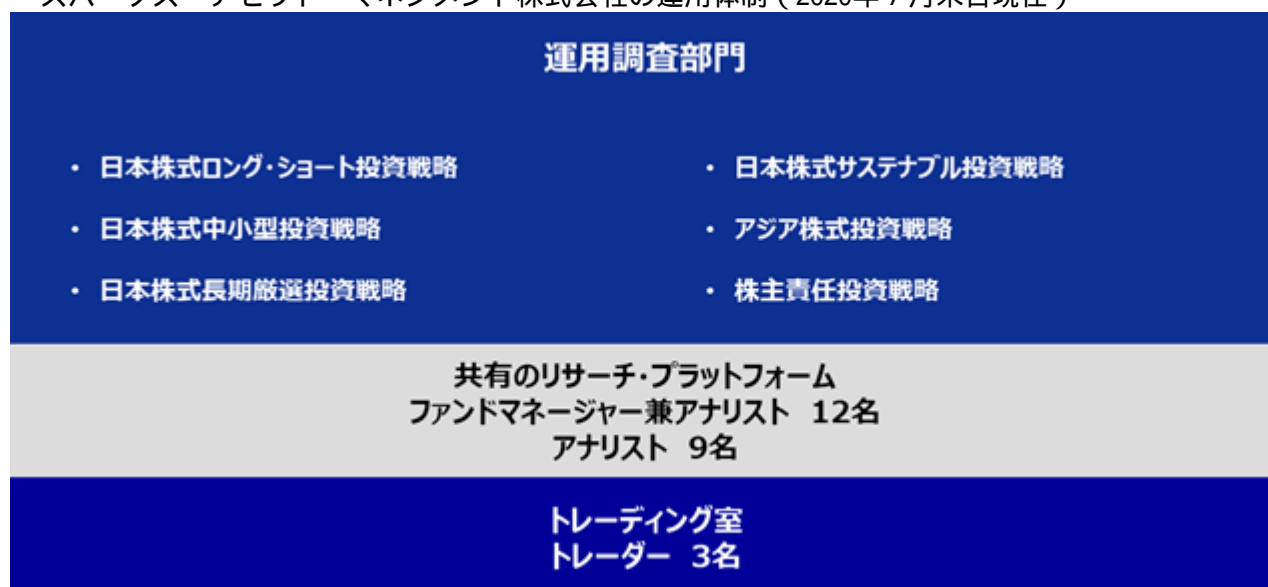 運用調査部門
・ 日本株式ロング・ショート投資戦略
・ 日本株式中小型投資戦略
・ 日本株式長期厳選投資戦略
・ 日本株式サステナブル投資戦略
・ アジア株式投資戦略
・ 株主責任投資戦略
共有のリサーチ・プラットフォーム
ファンドマネージャー兼アナリスト 12名
アナリスト 9名
トレーディング室
トレーダー 3名